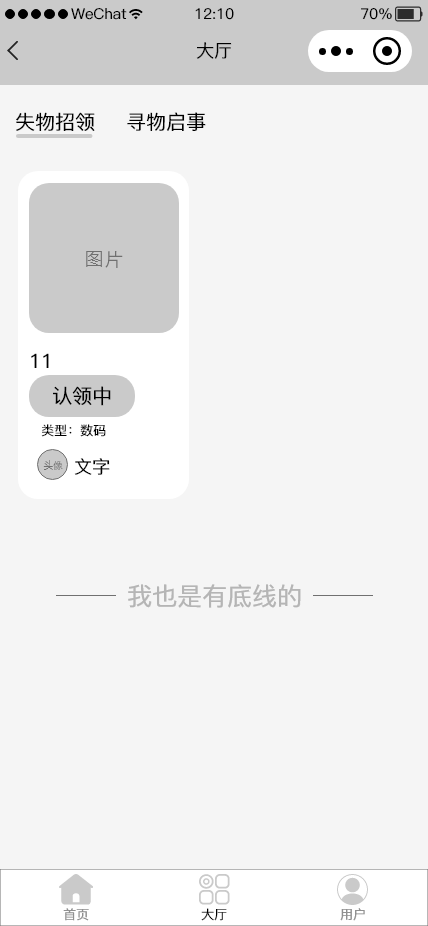 WeChat 12:10 70%
大厅
失物招领 寻物启事
图片
11
认领中
类型：数码
头像 文字
我也是有底线的
首页 大厅 用户